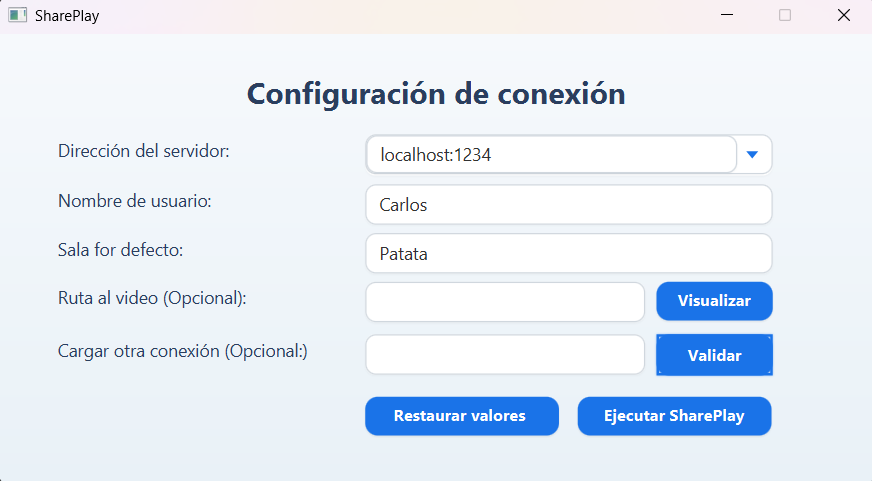 SharePlay
Configuración de conexión
Dirección del servidor:
localhost:1234
Nombre de usuario:
Carlos
Sala for defecto:
Patata
Ruta al video (Opcional):
Visualizar
Cargar otra conexión (Opcional:)
Validar
Restaurar valores
Ejecutar SharePlay